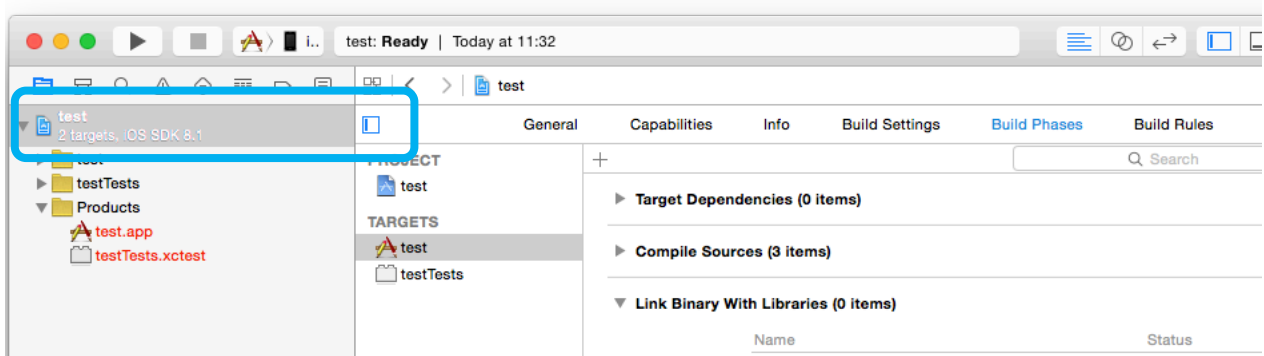 i..
test: Ready | Today at 11:32
test
test
2 targets, iOS SDK 8.1
General Capabilities Info Build Settings Build Phases Build Rules
test
PROJECT
Search
testTests
test
Target Dependencies (0 items)
Products
TARGETS
test.app
test
Compile Sources (3 items)
testTests.xctest
testTests
Link Binary With Libraries (0 items)
Name Status